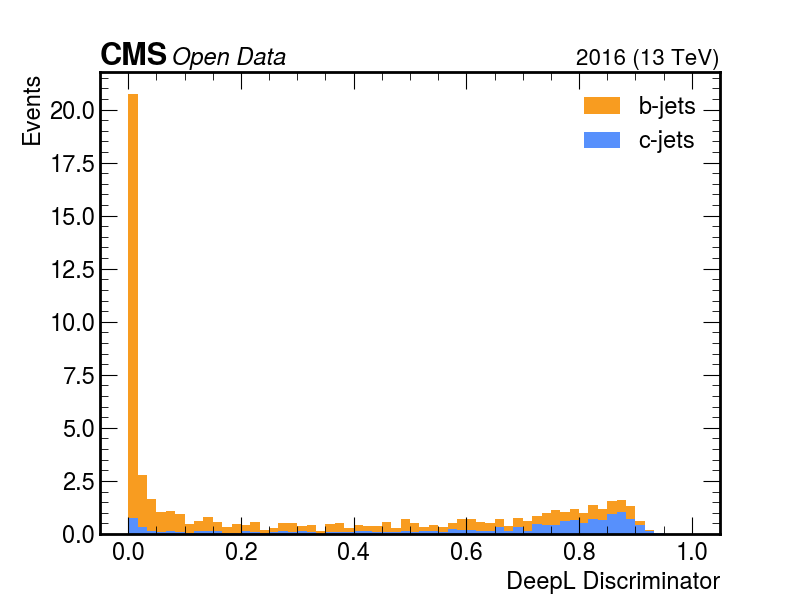 CMS Open Data 2016 (13 TeV)
Events
20.0
17.5
15.0
12.5
10.0
7.5
5.0
2.5
0.0
b-jets
c-jets
0.0 0.2 0.4 0.6 0.8 1.0
DeepL Discriminator